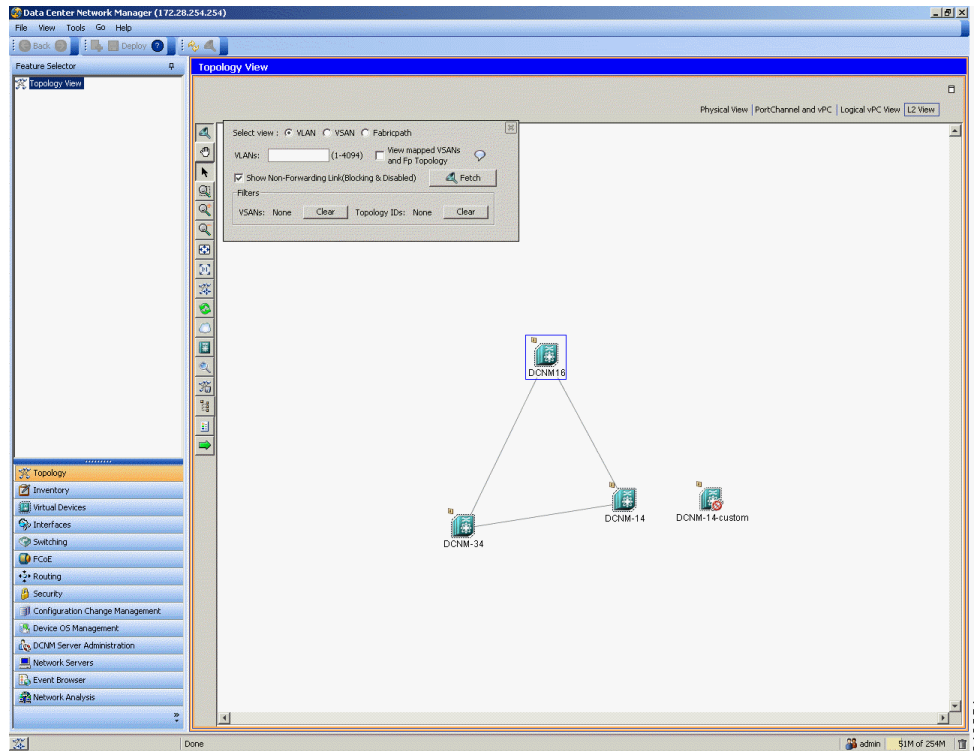 Data Center Network Manager (172.28.254.254)
File View Tools Go Help
Back Deploy
Feature Selector
Topology View
Topology View
Physical View | PortChannel and vPC | Logical vPC View L2 View
Select view : VLAN VSAN Fabricpath
VLANs: (1-4094) View mapped VSANs
and Fp Topology
Show Non-Forwarding Link(Blocking & Disabled) Fetch
Filters
VSANs: None Clear Topology IDs: None Clear
DCNM16
DCNM-14
DCNM-14-custom
DCNM-34
Topology
Inventory
Virtual Devices
Interfaces
Switching
FCoE
Routing
Security
Configuration Change Management
Device OS Management
DCNM Server Administration
Network Servers
Event Browser
Network Analysis
Done
admin 51M of 254M